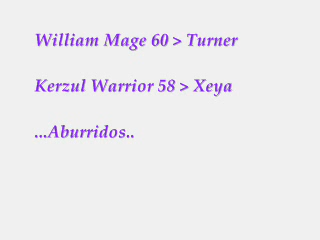 William Mage 60 > Turner
Kerzul Warrior 58 > Xeya
...Aburridos..